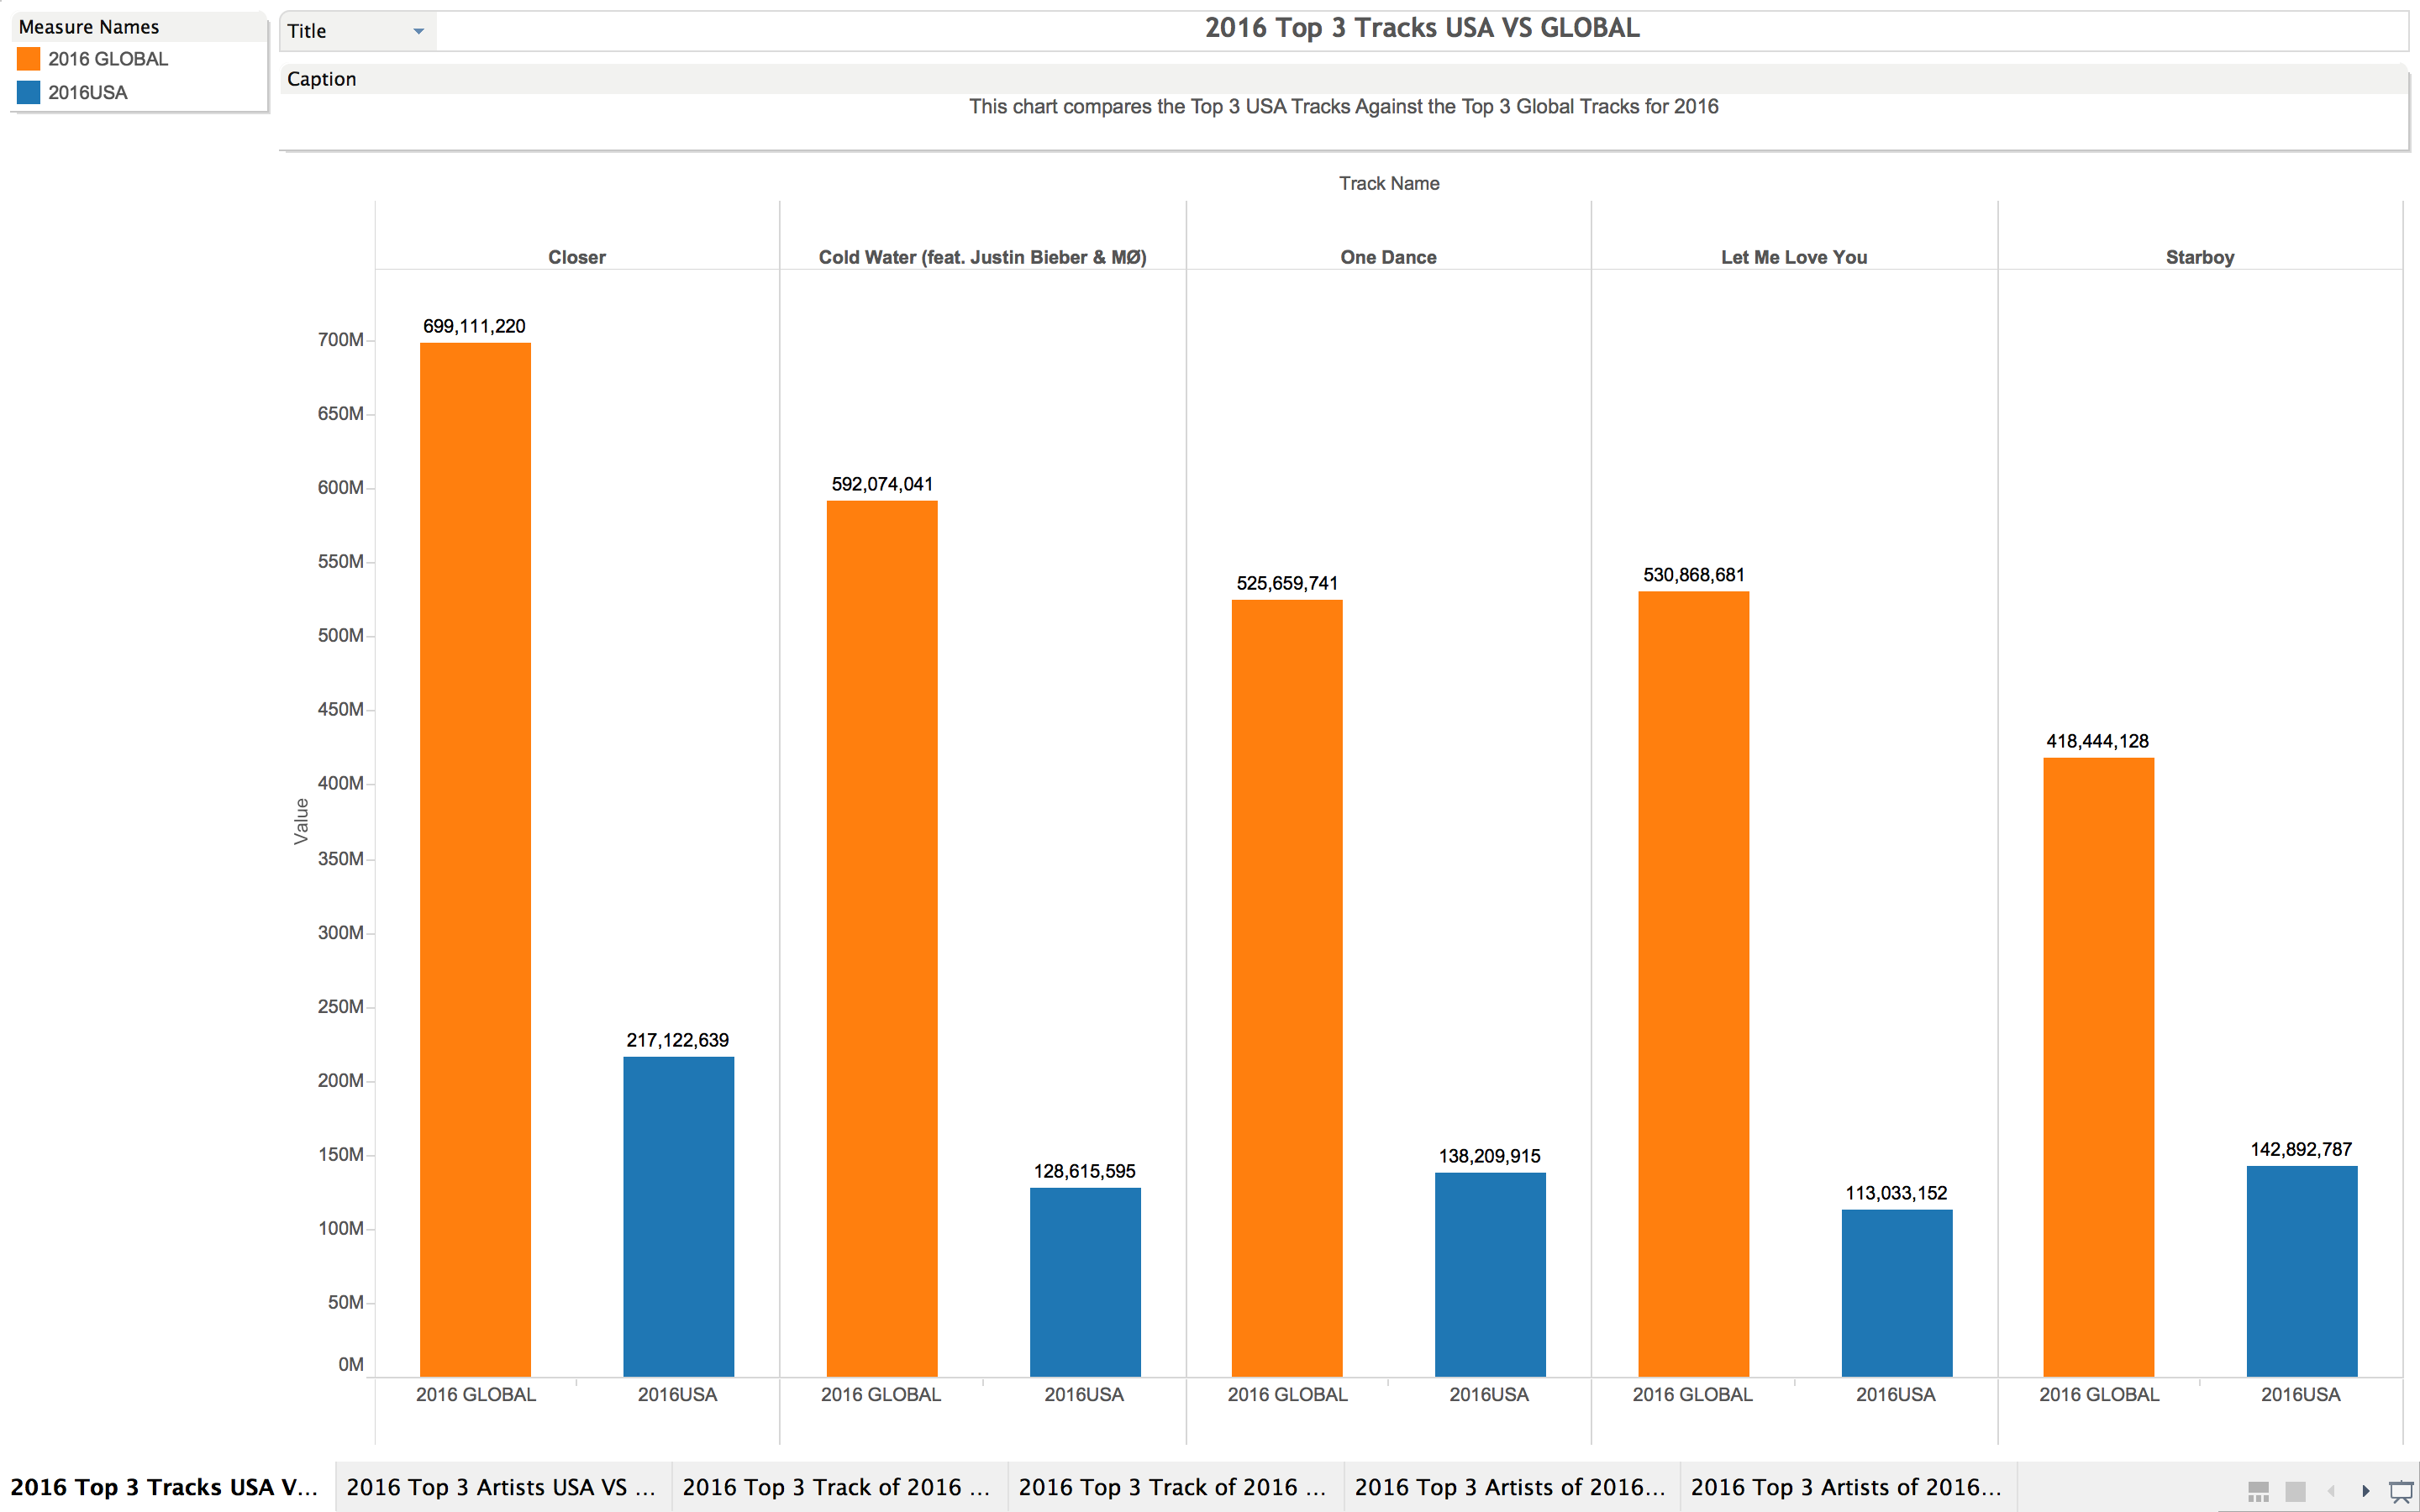 Measure Names
2016 GLOBAL
2016USA
Title
2016 Top 3 Tracks USA VS GLOBAL
Caption
This chart compares the Top 3 USA Tracks Against the Top 3 Global Tracks for 2016
Track Name
Closer
Cold Water (feat. Justin Bieber & MØ)
One Dance
Let Me Love You
Starboy
Value
700M
650M
600M
550M
500M
450M
400M
350M
300M
250M
200M
150M
100M
50M
0M
699,111,220
217,122,639
592,074,041
128,615,595
525,659,741
138,209,915
530,868,681
113,033,152
418,444,128
142,892,787
2016 GLOBAL
2016USA
2016 GLOBAL
2016USA
2016 GLOBAL
2016USA
2016 GLOBAL
2016USA
2016 GLOBAL
2016USA
2016 Top 3 Tracks USA V...
2016 Top 3 Artists USA VS ...
2016 Top 3 Track of 2016 ...
2016 Top 3 Track of 2016 ...
2016 Top 3 Artists of 2016...
2016 Top 3 Artists of 2016...